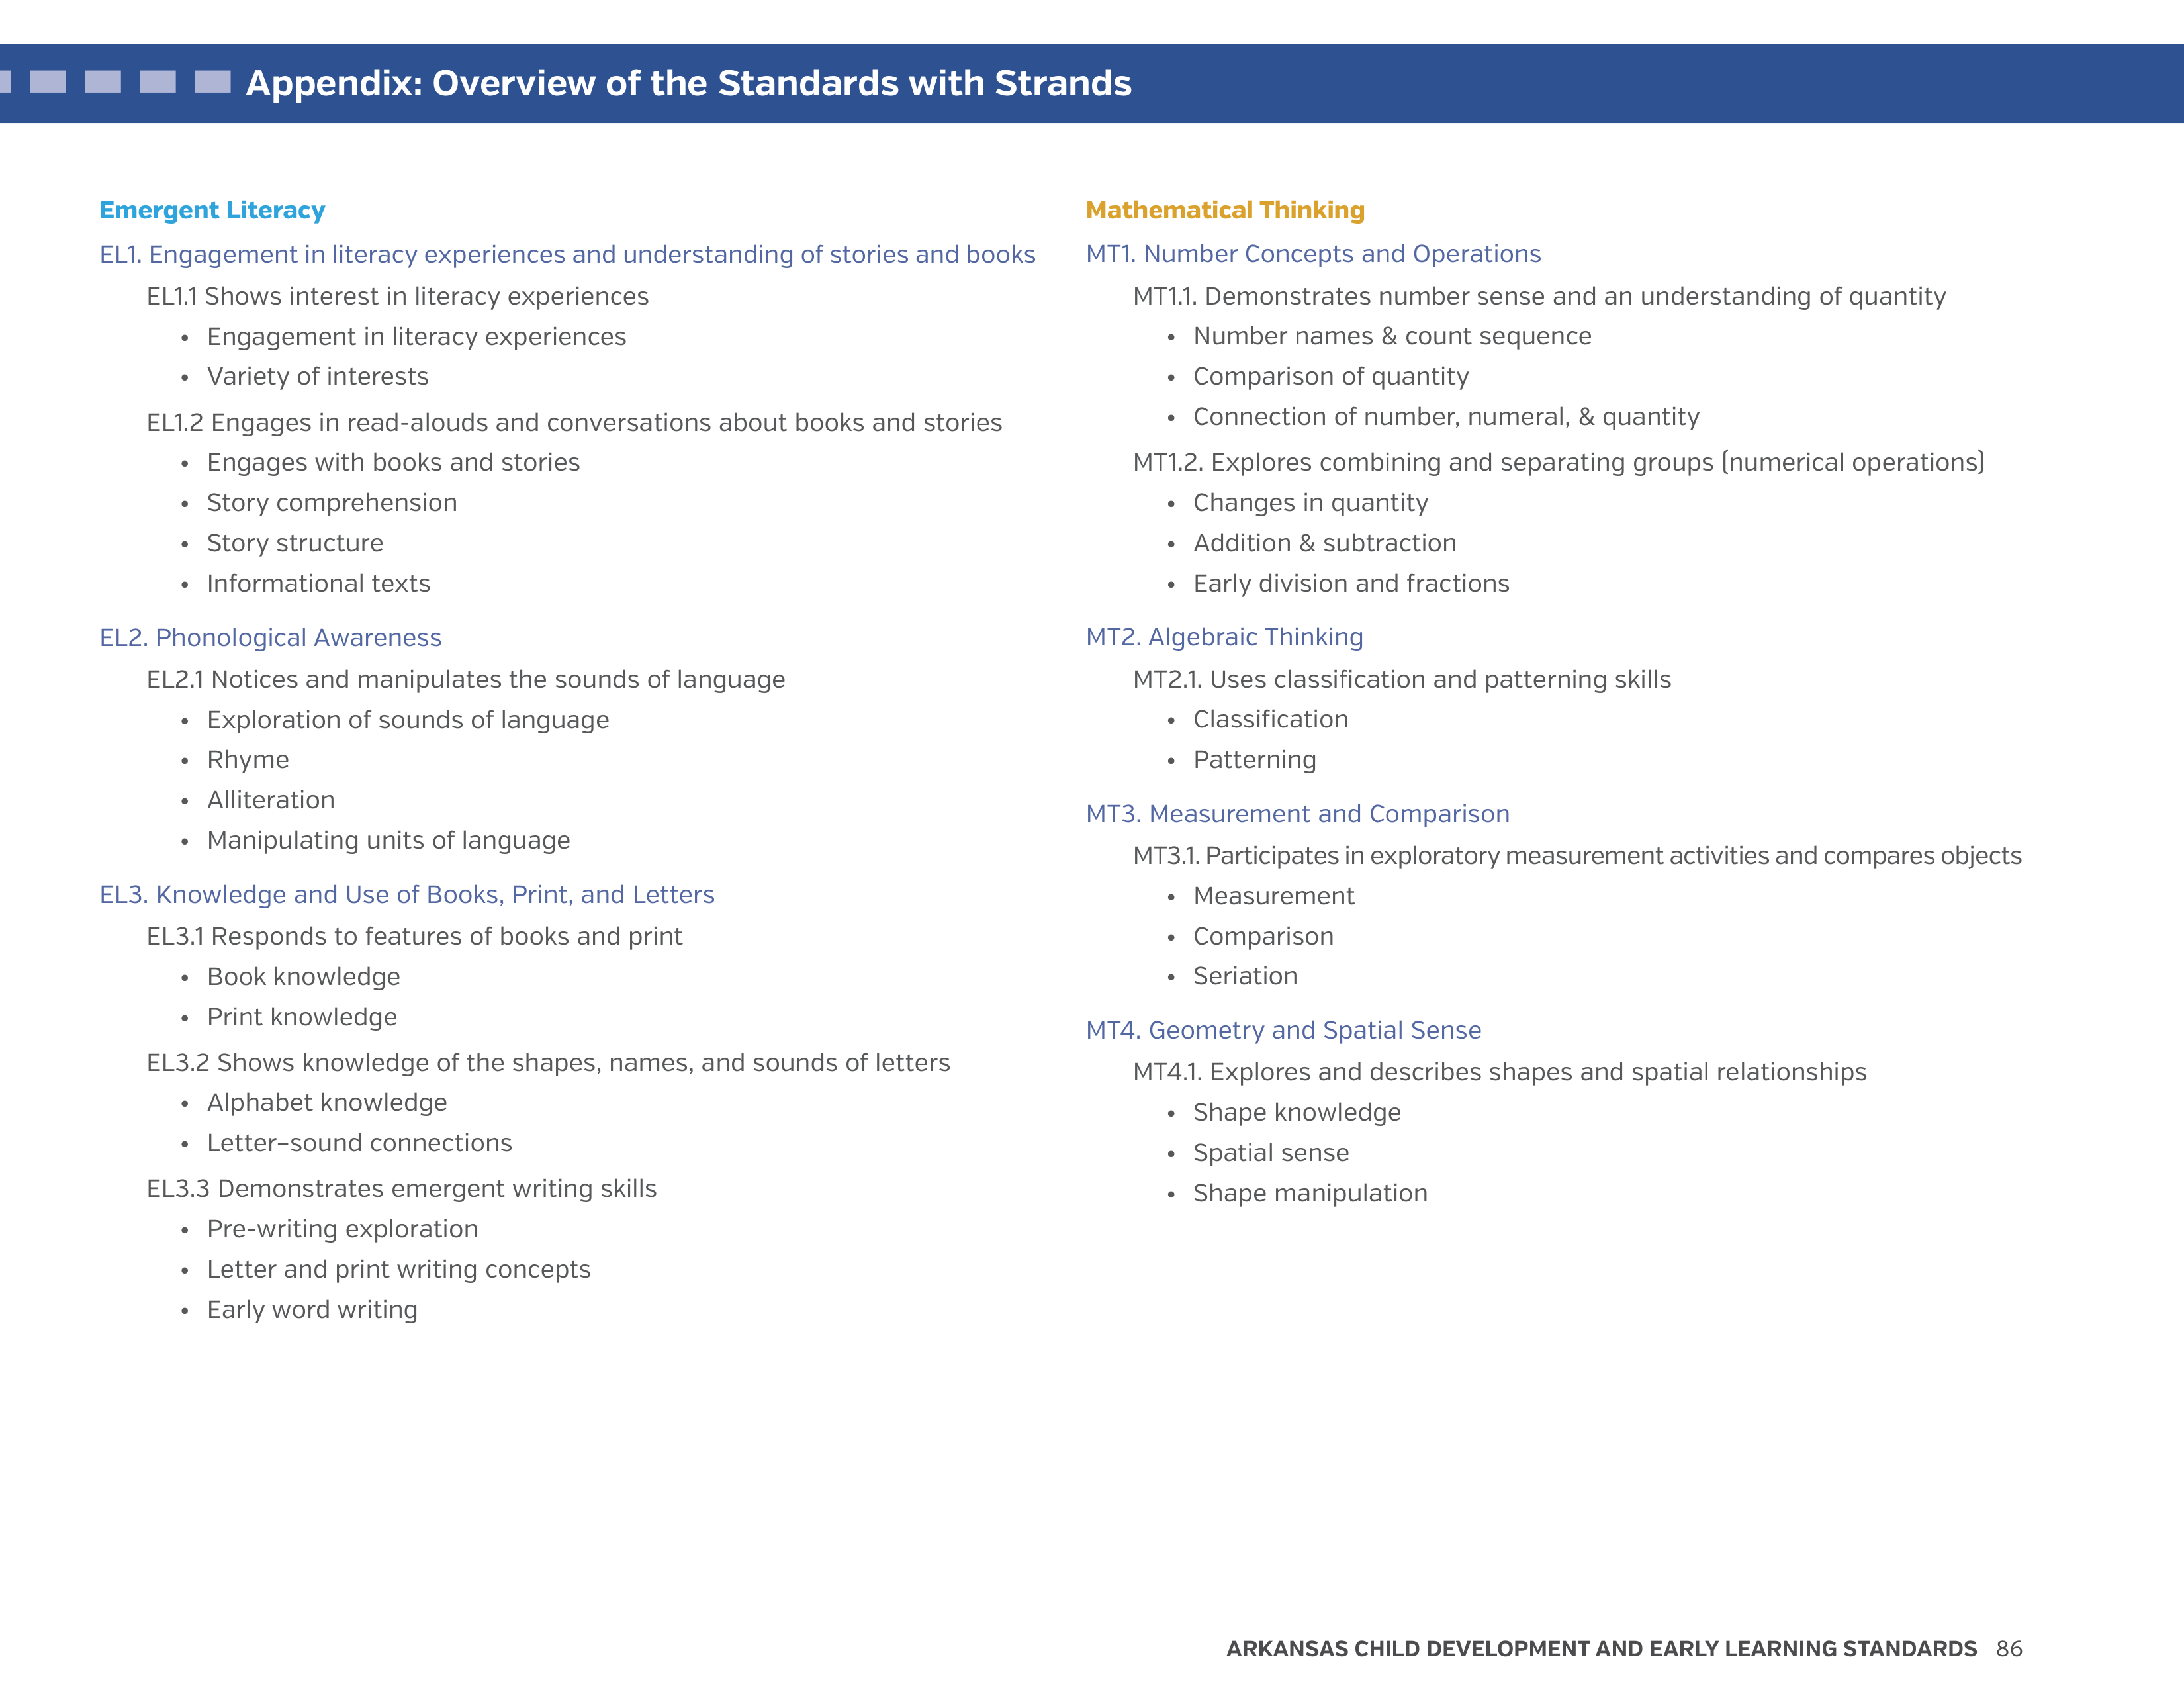 Appendix: Overview of the Standards with Strands
Emergent Literacy
EL1. Engagement in literacy experiences and understanding of stories and books
EL1.1 Shows interest in literacy experiences
• Engagement in literacy experiences
• Variety of interests
EL1.2 Engages in read-alouds and conversations about books and stories
• Engages with books and stories
• Story comprehension
• Story structure
• Informational texts
EL2. Phonological Awareness
EL2.1 Notices and manipulates the sounds of language
• Exploration of sounds of language
• Rhyme
• Alliteration
• Manipulating units of language
EL3. Knowledge and Use of Books, Print, and Letters
EL3.1 Responds to features of books and print
• Book knowledge
• Print knowledge
EL3.2 Shows knowledge of the shapes, names, and sounds of letters
• Alphabet knowledge
• Letter–sound connections
EL3.3 Demonstrates emergent writing skills
• Pre-writing exploration
• Letter and print writing concepts
• Early word writing
Mathematical Thinking
MT1. Number Concepts and Operations
MT1.1. Demonstrates number sense and an understanding of quantity
• Number names & count sequence
• Comparison of quantity
• Connection of number, numeral, & quantity
MT1.2. Explores combining and separating groups (numerical operations)
• Changes in quantity
• Addition & subtraction
• Early division and fractions
MT2. Algebraic Thinking
MT2.1. Uses classification and patterning skills
• Classification
• Patterning
MT3. Measurement and Comparison
MT3.1. Participates in exploratory measurement activities and compares objects
• Measurement
• Comparison
• Seriation
MT4. Geometry and Spatial Sense
MT4.1. Explores and describes shapes and spatial relationships
• Shape knowledge
• Spatial sense
• Shape manipulation
ARKANSAS CHILD DEVELOPMENT AND EARLY LEARNING STANDARDS 86